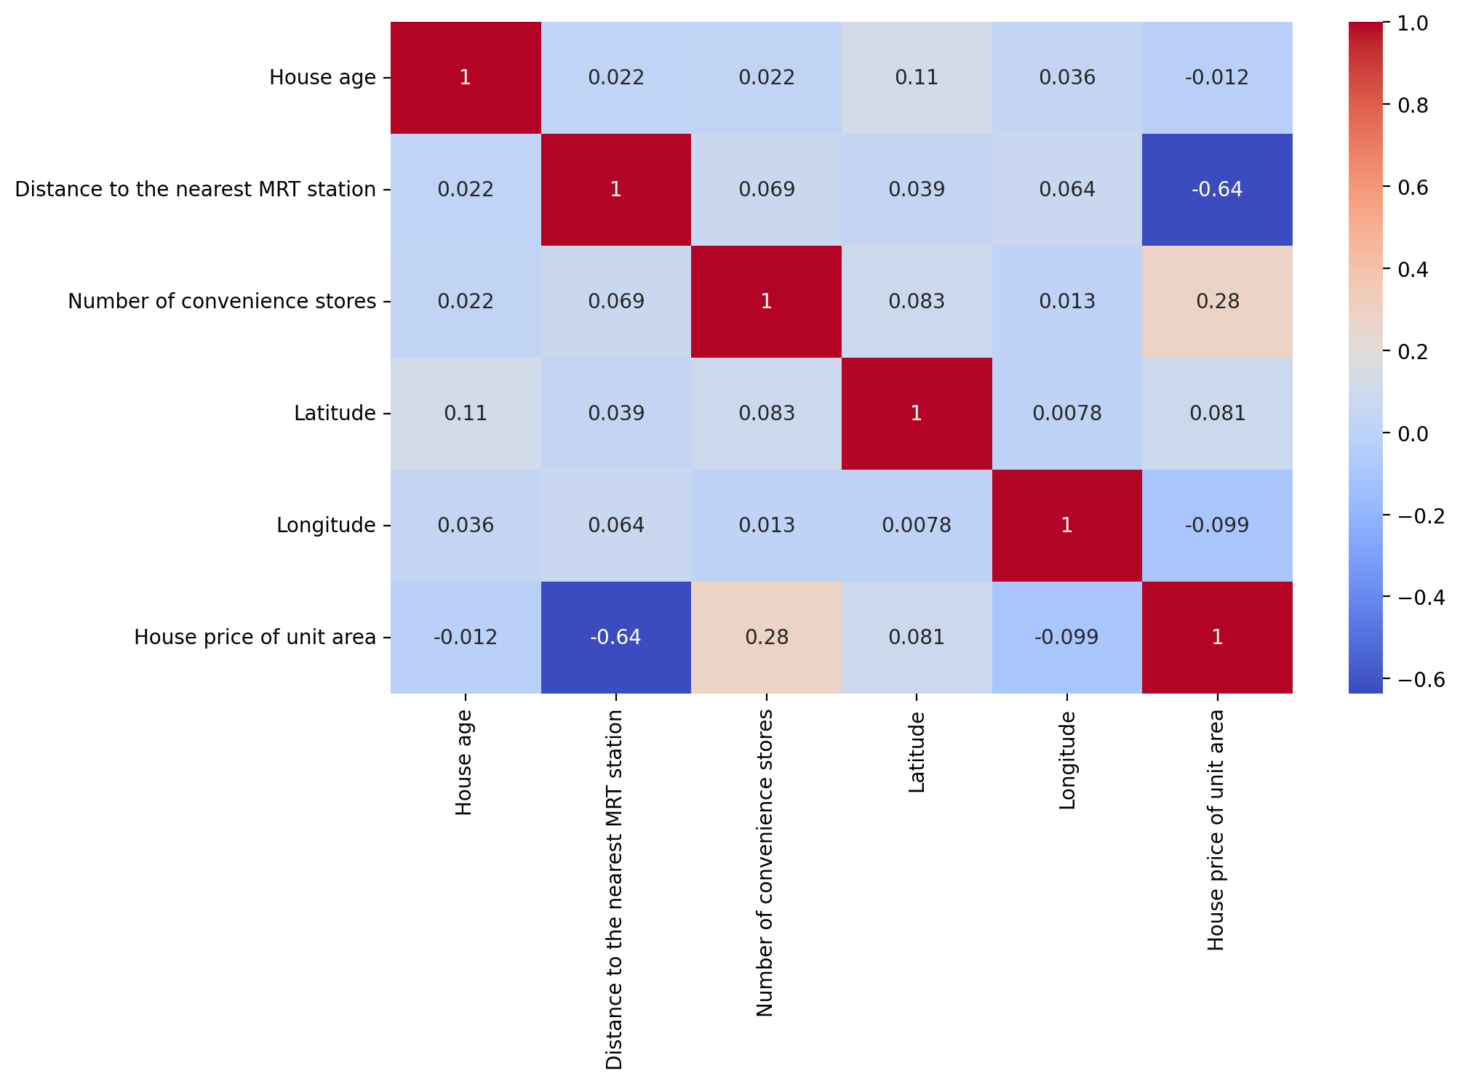 House age 1 0.022 0.022 0.11 0.036 -0.012
Distance to the nearest MRT station 0.022 1 0.069 0.039 0.064 -0.64
Number of convenience stores 0.022 0.069 1 0.083 0.013 0.28
Latitude 0.11 0.039 0.083 1 0.0078 0.081
Longitude 0.036 0.064 0.013 0.0078 1 -0.099
House price of unit area -0.012 -0.64 0.28 0.081 -0.099 1
House age
Distance to the nearest MRT station
Number of convenience stores
Latitude
Longitude
House price of unit area
1.0
0.8
0.6
0.4
0.2
0.0
−0.2
−0.4
−0.6